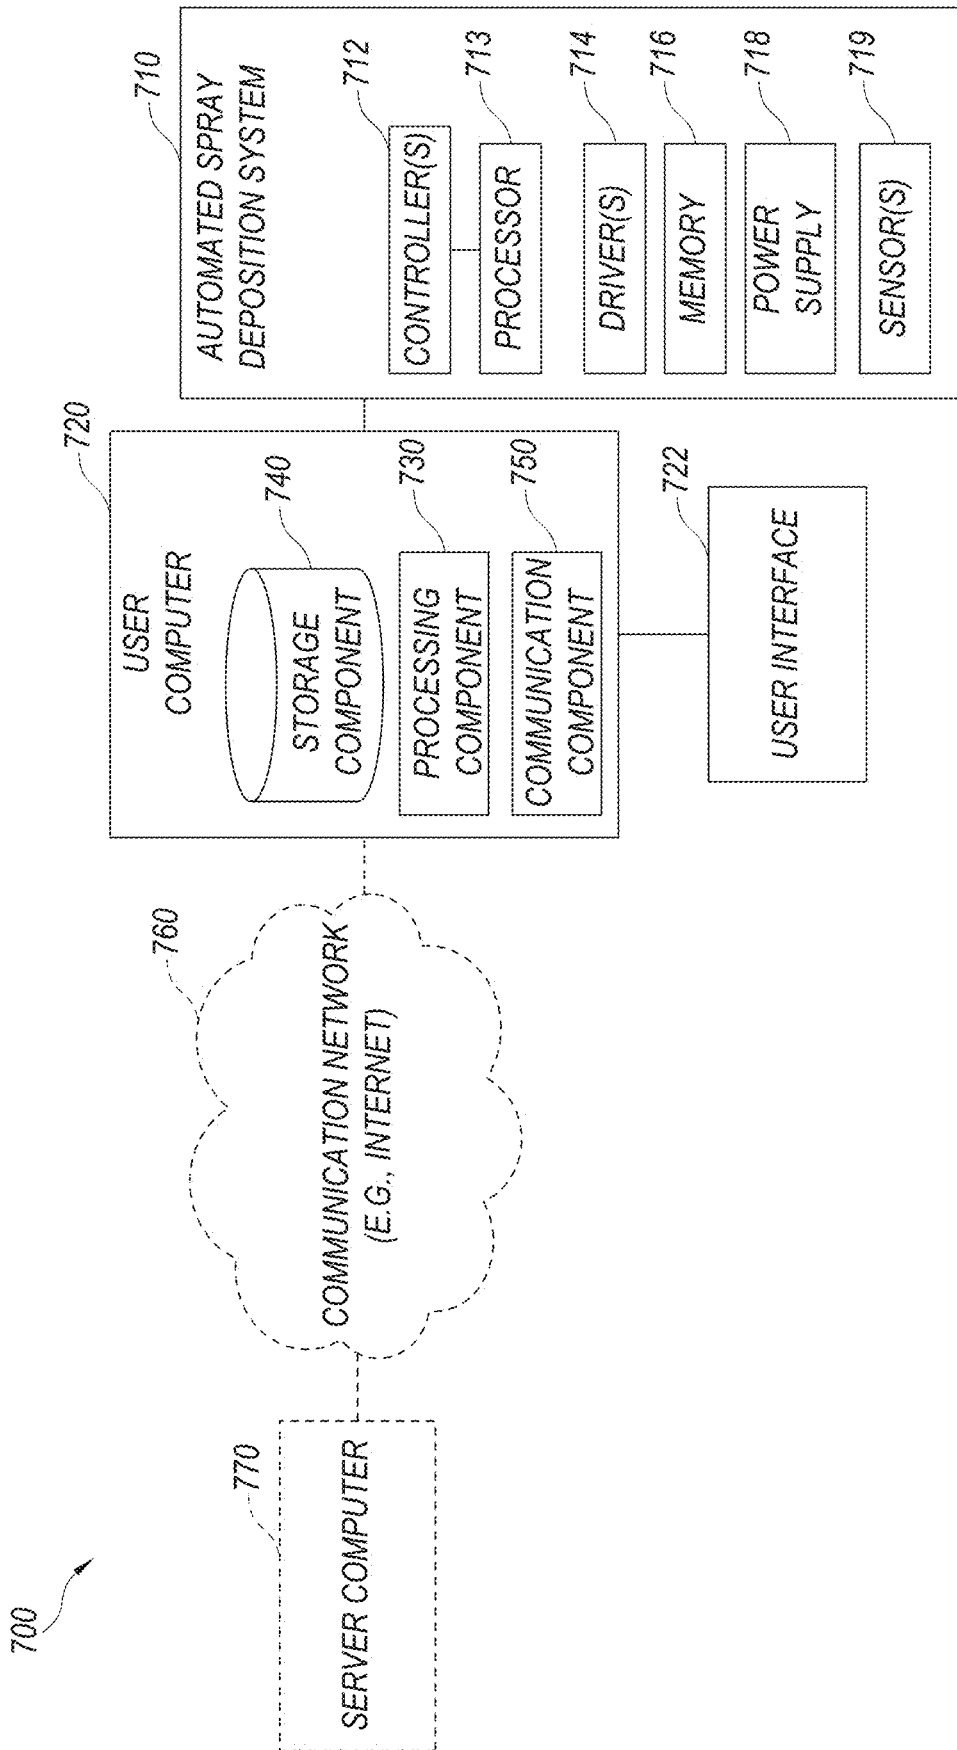 700
770
SERVER COMPUTER
760
COMMUNICATION NETWORK
(E.G., INTERNET)
720
USER
COMPUTER
740
STORAGE
COMPONENT
730
PROCESSING
COMPONENT
750
COMMUNICATION
COMPONENT
722
USER INTERFACE
710
AUTOMATED SPRAY
DEPOSITION SYSTEM
712
CONTROLLER(S)
713
PROCESSOR
714
DRIVER(S)
716
MEMORY
718
POWER
SUPPLY
719
SENSOR(S)